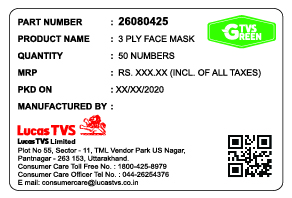 PART NUMBER : 26080425
TVS GREEN
PRODUCT NAME : 3 PLY FACE MASK
QUANTITY : 50 NUMBERS
MRP : RS. XXX.XX (INCL. OF ALL TAXES)
PKD ON : XX/XX/2020
MANUFACTURED BY :
Lucas TVS
Lucas TVS Limited
Plot No 55, Sector - 11, TML Vendor Park US Nagar,
Pantnagar - 263 153, Uttarakhand.
Consumer Care Toll Free No. : 1800-425-8979
Consumer Care Officer Tel No : 044-26254376
E mail: consumercare@lucastvs.co.in